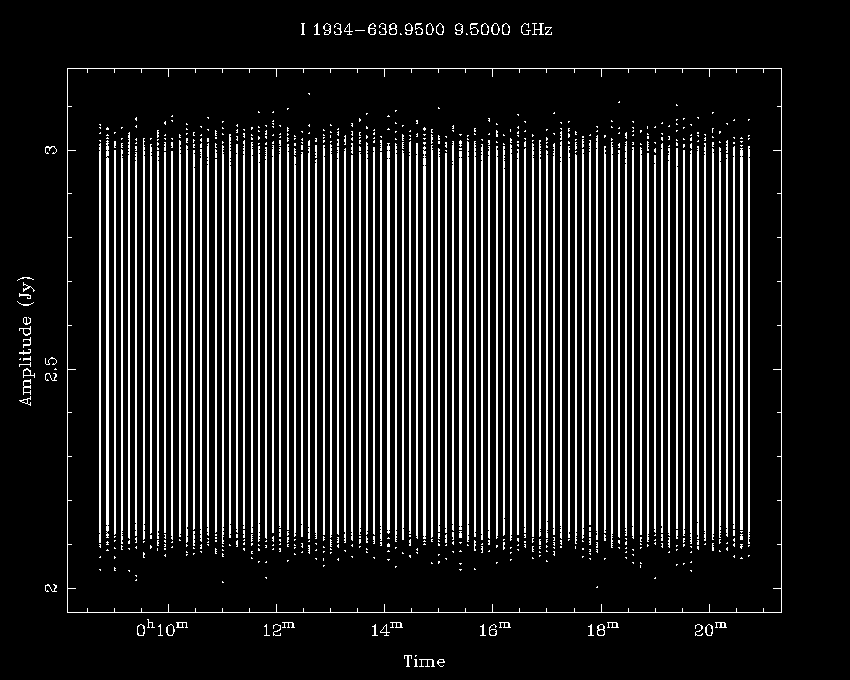 I 1934−638.9500 9.5000 GHz
3
2.5
2
Amplitude (Jy)
0ʰ10ᵐ 12ᵐ 14ᵐ 16ᵐ 18ᵐ 20ᵐ
Time